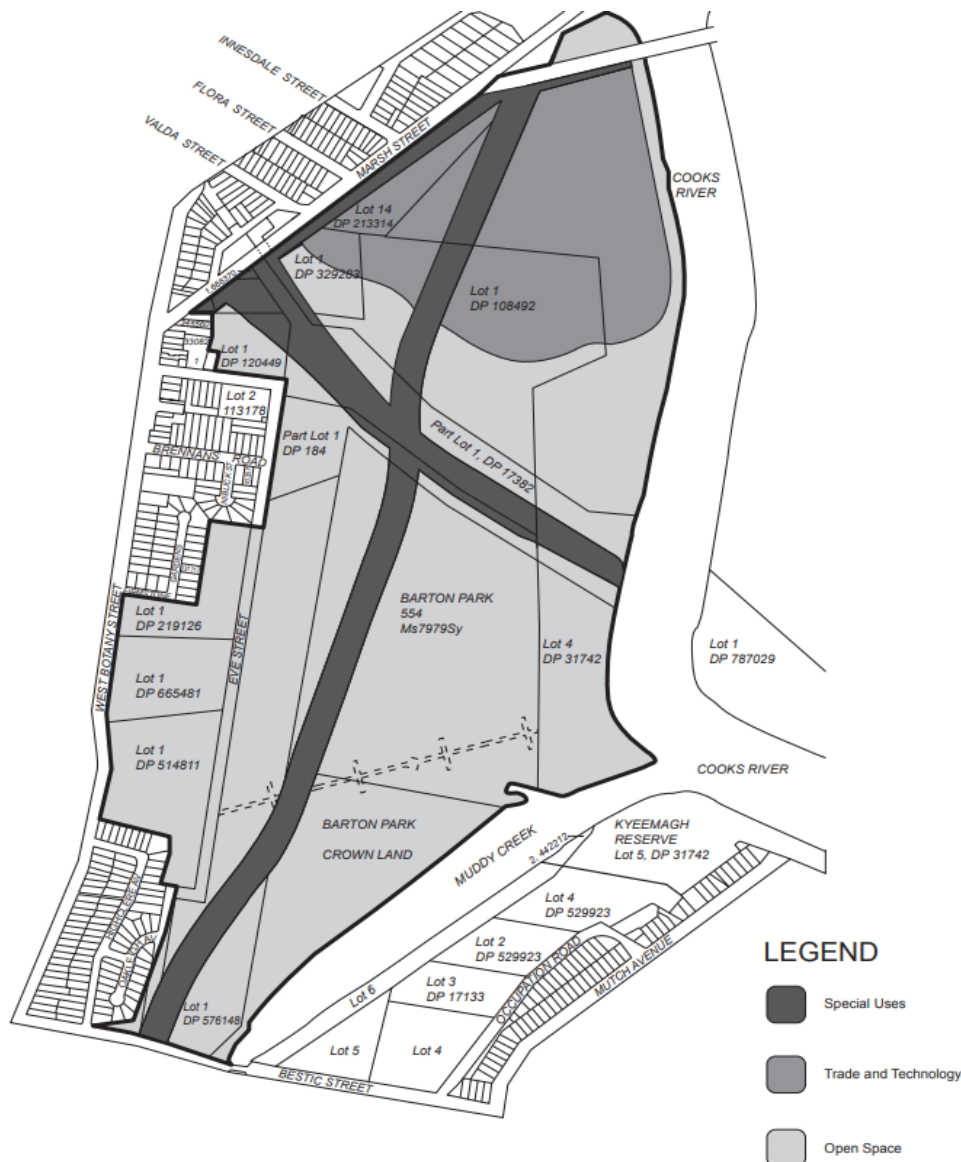 INNESDALE STREET
FLORA STREET
VALDA STREET
MARSH STREET
COOKS
RIVER
Lot 14
DP 213314
Lot 1
DP 329283
Lot 1
DP 108492
Lot 1
DP 120449
Lot 2
113178
1
Part Lot 1
DP 184
Part Lot 1, DP 17382
BRENNANS ROAD
GARDENS
WEST BOTANY STREET
EVE STREET
BARTON PARK
554
Ms7979Sy
Lot 1
DP 219126
Lot 4
DP 31742
Lot 1
DP 787029
Lot 1
DP 665481
Lot 1
DP 514811
COOKS RIVER
BARTON PARK
CROWN LAND
MUDDY CREEK
2, 442212
KYEEMAGH
RESERVE
Lot 5, DP 31742
HIGHCLERE AV
Lot 4
DP 529923
Lot 2
DP 529923
OCCUPATION ROAD
MUTCH AVENUE
Lot 3
DP 17133
Lot 6
Lot 1
DP 576148
Lot 5
Lot 4
BESTIC STREET
LEGEND
Special Uses
Trade and Technology
Open Space